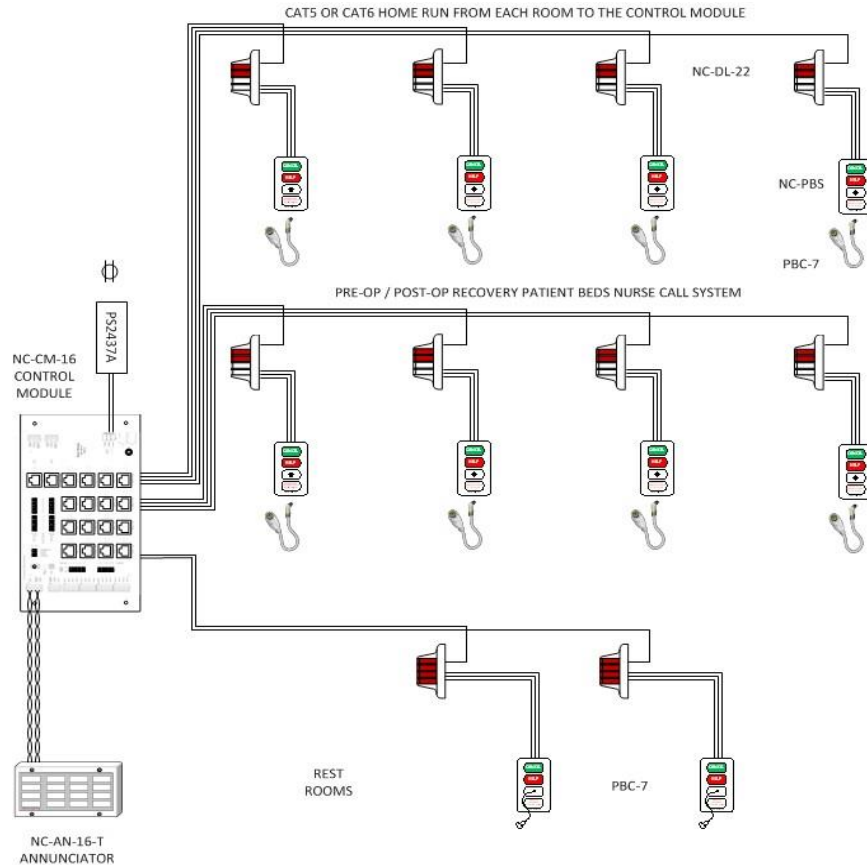 CAT5 OR CAT6 HOME RUN FROM EACH ROOM TO THE CONTROL MODULE
NC-DL-22
NC-PBS
PBC-7
PRE-OP / POST-OP RECOVERY PATIENT BEDS NURSE CALL SYSTEM
PS2437A
NC-CM-16
CONTROL
MODULE
REST
ROOMS
PBC-7
NC-AN-16-T
ANNUNCIATOR